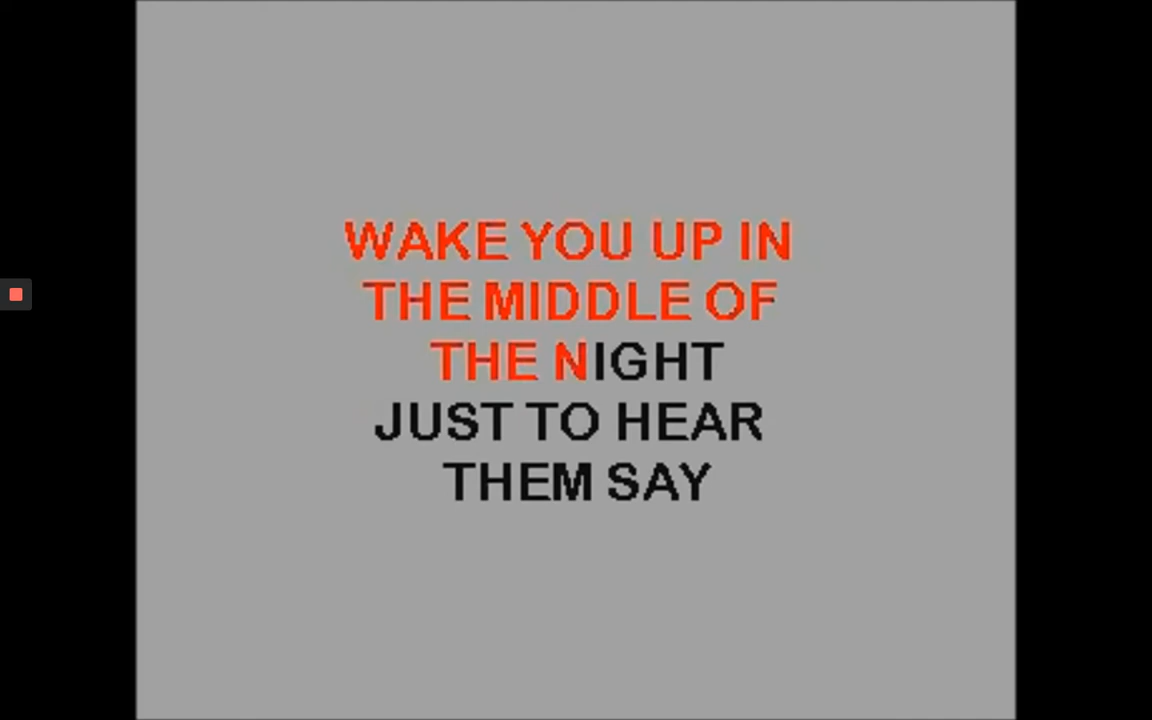 WAKE YOU UP IN
THE MIDDLE OF
THE NIGHT
JUST TO HEAR
THEM SAY